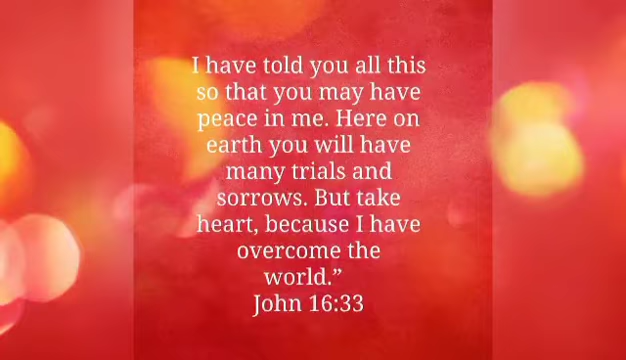 I have told you all this
so that you may have
peace in me. Here on
earth you will have
many trials and
sorrows. But take
heart, because I have
overcome the
world.”
John 16:33